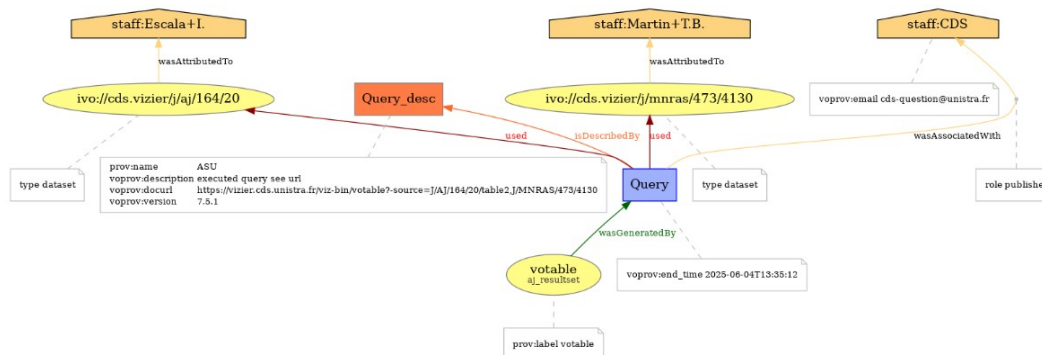 staff:Escala+I.
staff:Martin+T.B.
staff:CDS
wasAttributedTo
wasAttributedTo
ivo://cds.vizier/j/aj/164/20
Query_desc
ivo://cds.vizier/j/mnras/473/4130
voprov:email cds-question@unistra.fr
used
isDescribedBy
used
wasAssociatedWith
type dataset
prov:name ASU
voprov:description executed query see url
voprov:docurl https://vizier.cds.unistra.fr/viz-bin/votable?-source=J/AJ/164/20/table2,J/MNRAS/473/4130
voprov:version 7.5.1
Query
type dataset
role publishe
wasGeneratedBy
votable
aj_resultset
voprov:end_time 2025-06-04T13:35:12
prov:label votable